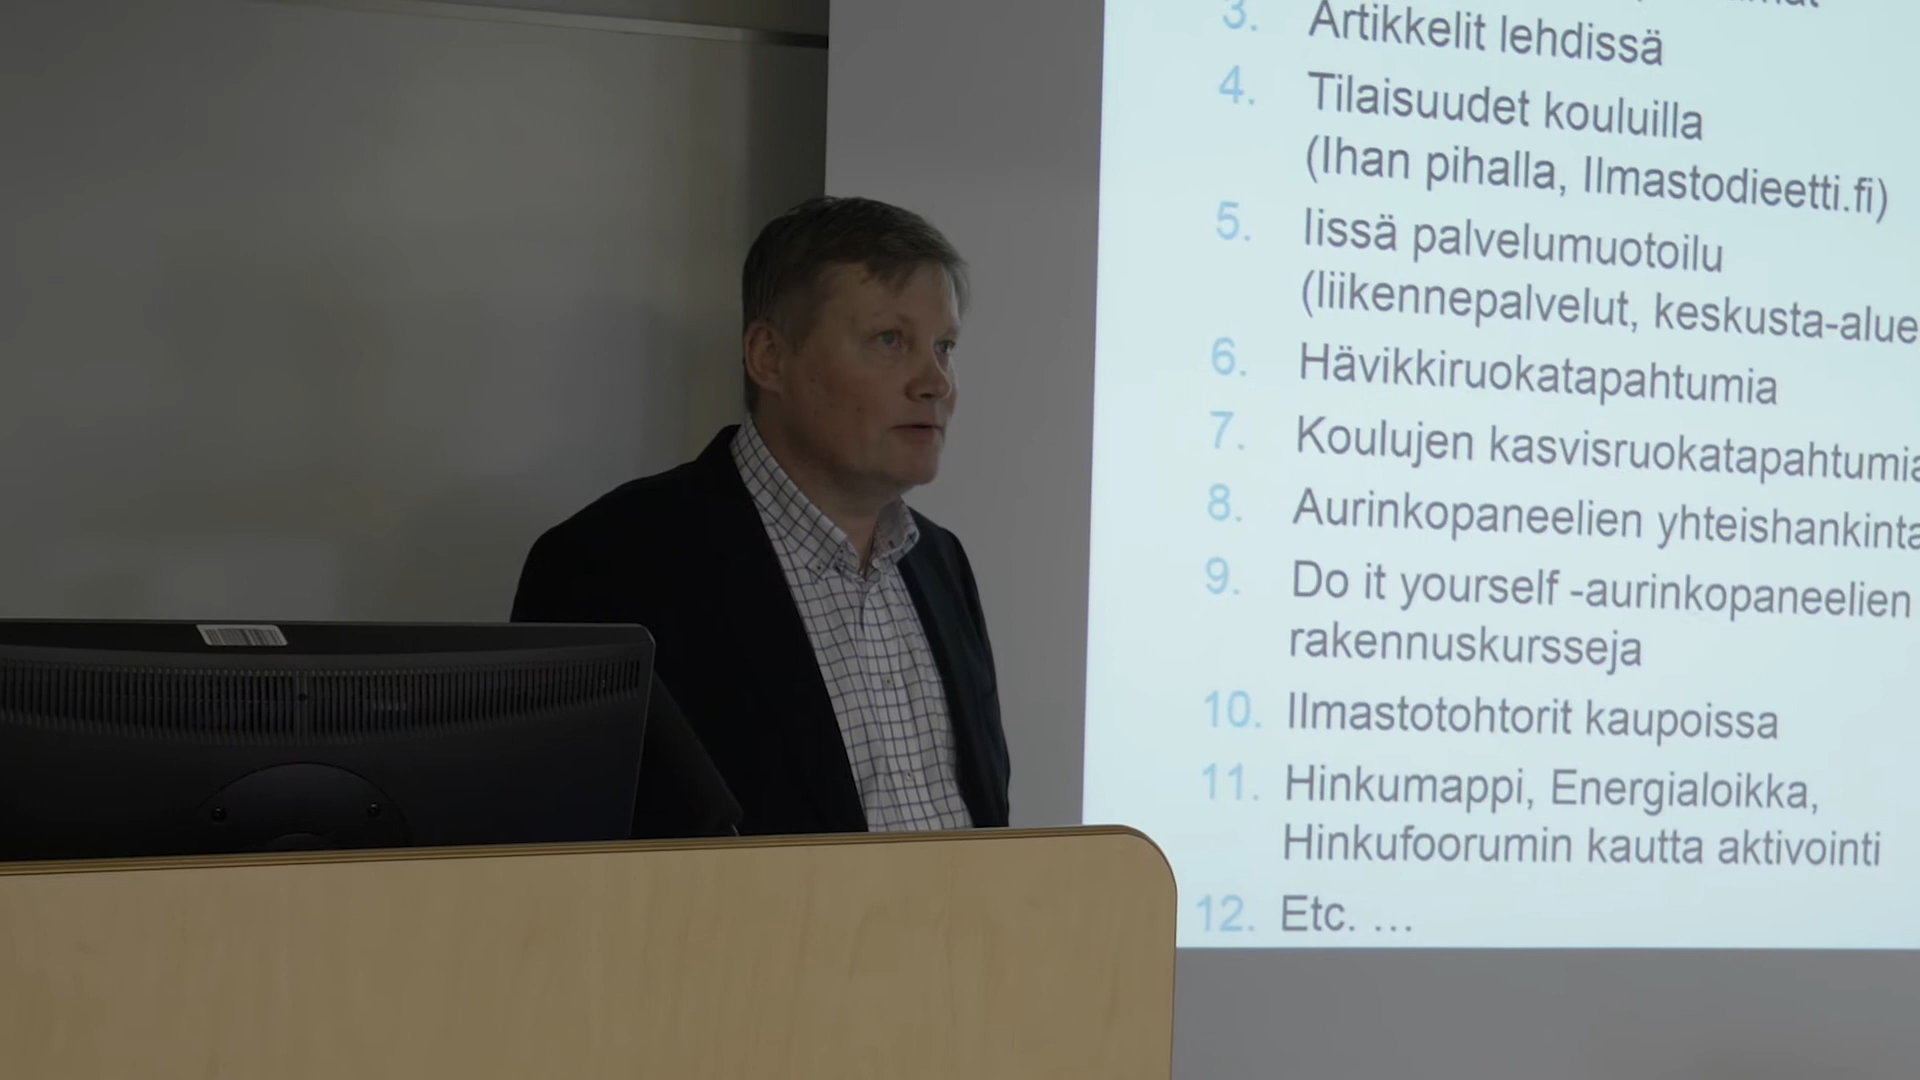 3. Artikkelit lehdissä
4. Tilaisuudet kouluilla
(Ihan pihalla, Ilmastodieetti.fi)
5. Iissä palvelumuotoilu
(liikennepalvelut, keskusta-alue
6. Hävikkiruokatapahtumia
7. Koulujen kasvisruokatapahtumia
8. Aurinkopaneelien yhteishankinta
9. Do it yourself -aurinkopaneelien
rakennuskursseja
10. Ilmastotohtorit kaupoissa
11. Hinkumappi, Energialoikka,
Hinkufoorumin kautta aktivointi
12. Etc. ...